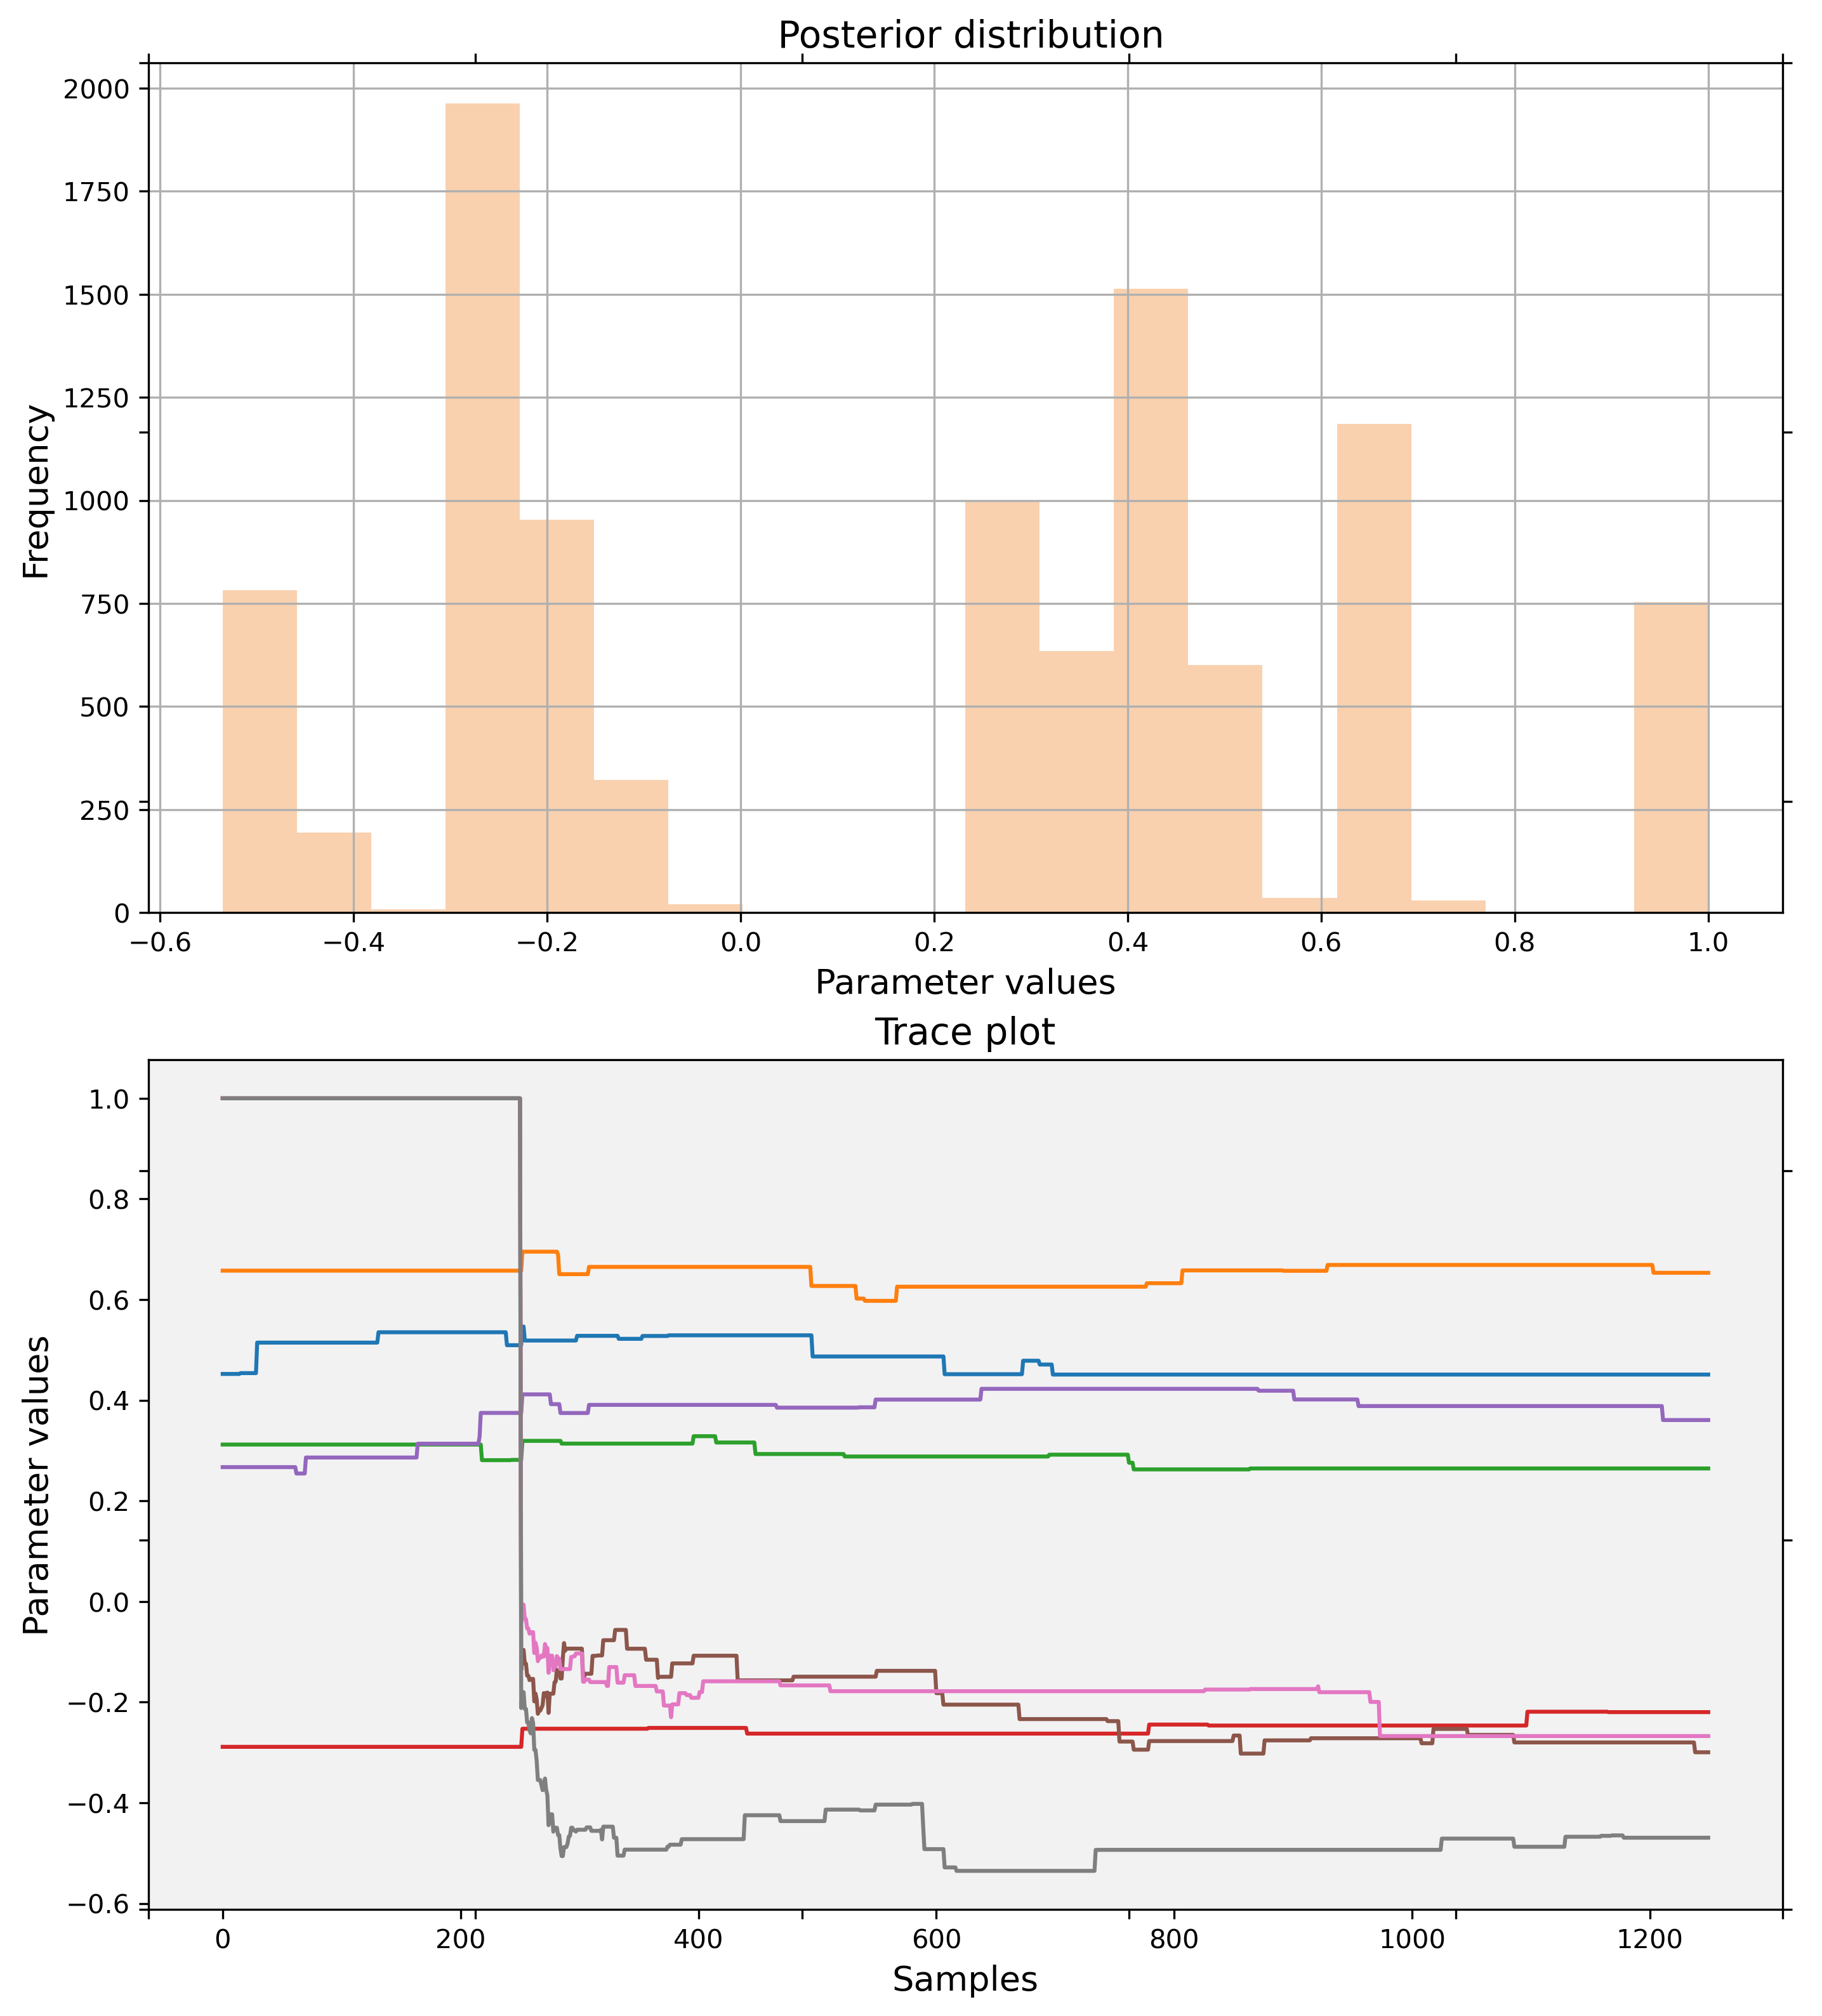 Posterior distribution
2000
1750
1500
1250
1000
750
500
250
0
Frequency
−0.6 −0.4 −0.2 0.0 0.2 0.4 0.6 0.8 1.0
Parameter values
Trace plot
1.0
0.8
0.6
0.4
0.2
0.0
−0.2
−0.4
−0.6
Parameter values
0 200 400 600 800 1000 1200
Samples